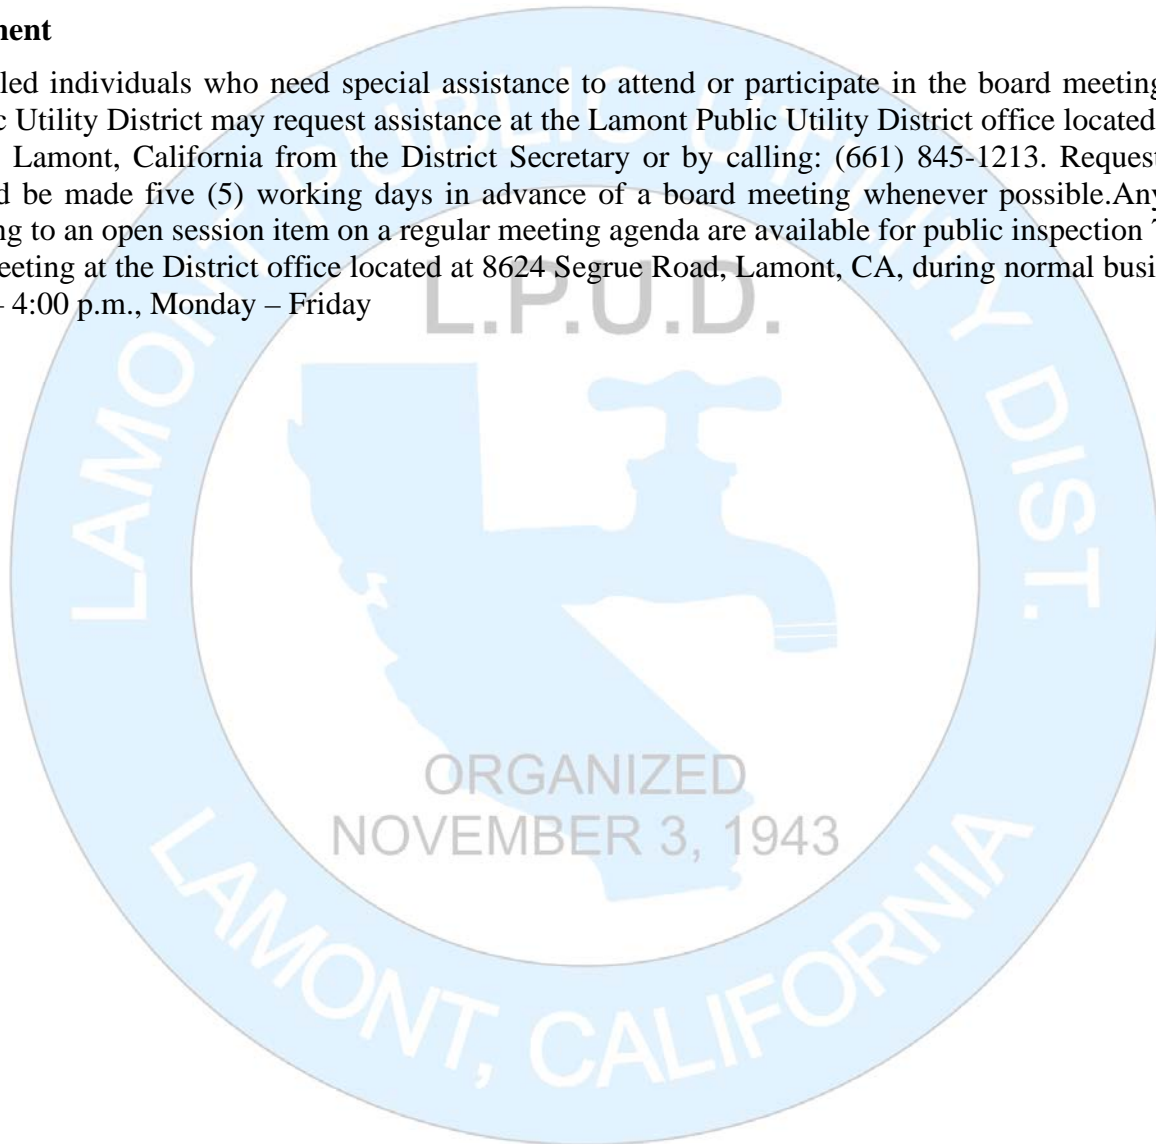 nent
led individuals who need special assistance to attend or participate in the board meeting
c Utility District may request assistance at the Lamont Public Utility District office located
Lamont, California from the District Secretary or by calling: (661) 845-1213. Request
d be made five (5) working days in advance of a board meeting whenever possible.Any
ng to an open session item on a regular meeting agenda are available for public inspection
eeting at the District office located at 8624 Segrue Road, Lamont, CA, during normal busi
– 4:00 p.m., Monday – Friday
LAMONT PUBLIC UTILITY DIST.
L.P.U.D.
ORGANIZED
NOVEMBER 3, 1943
LAMONT, CALIFORNIA